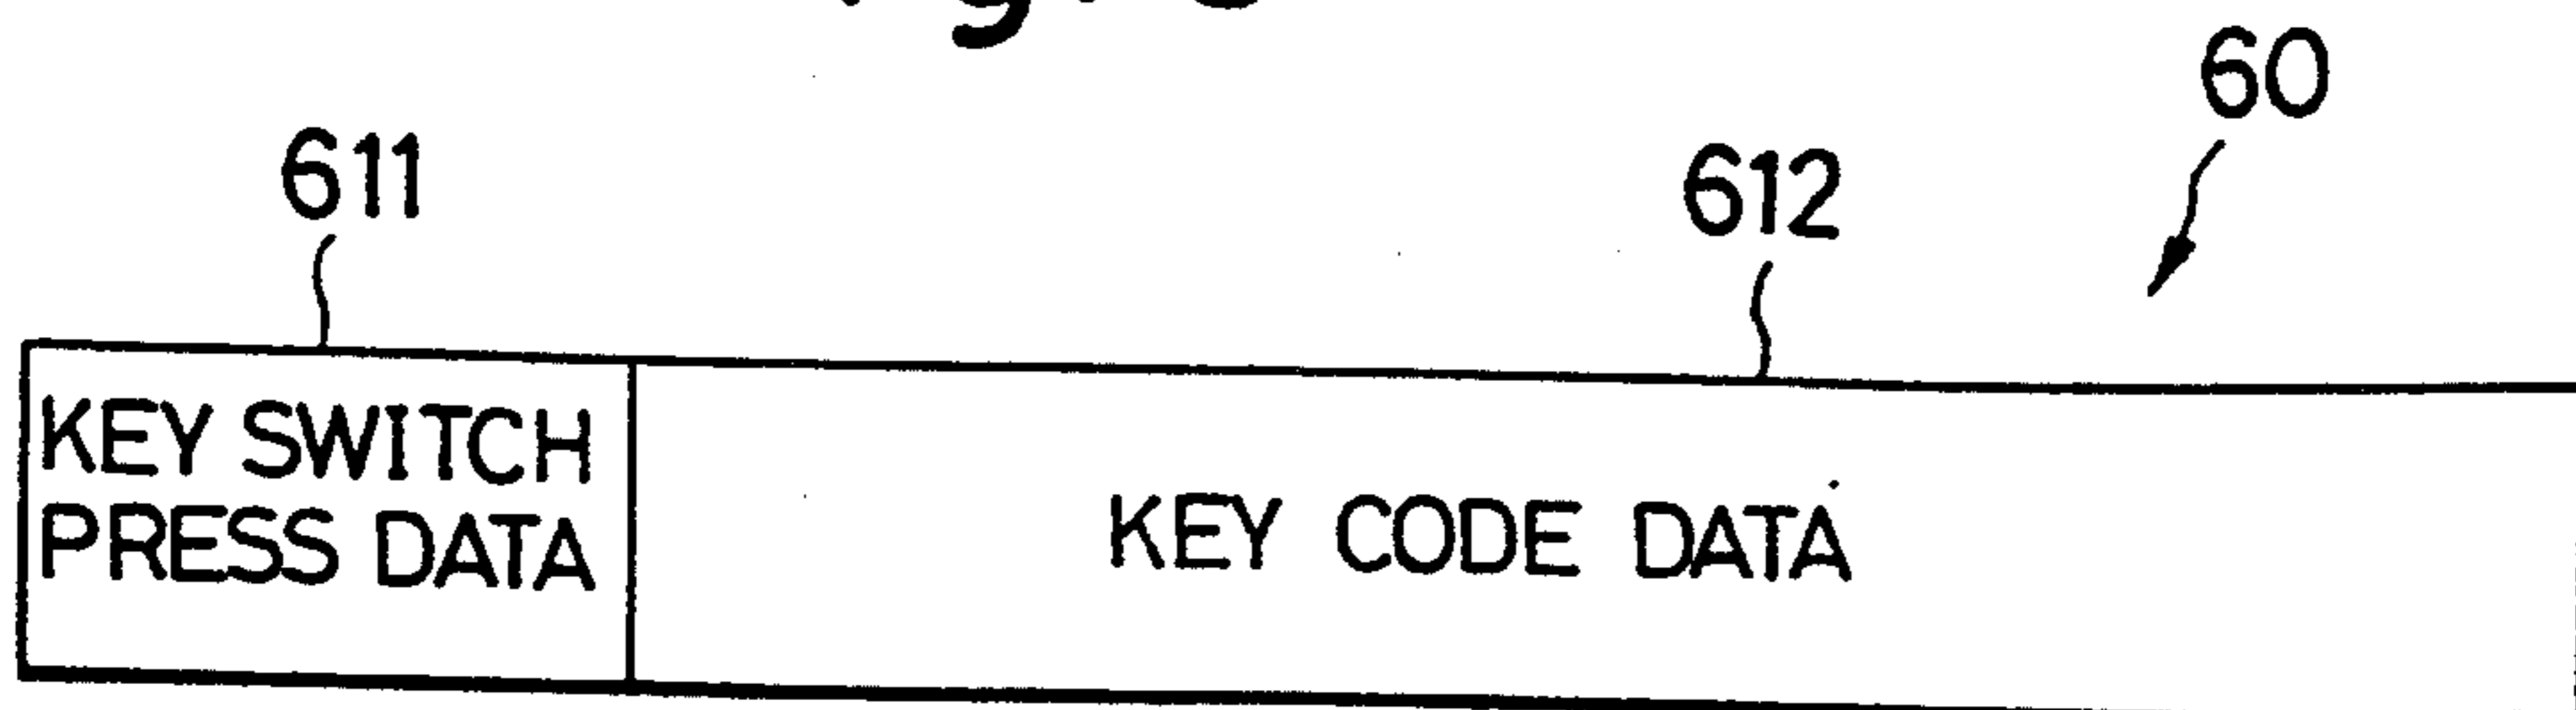 60
611
612
KEY SWITCH
PRESS DATA
KEY CODE DATA